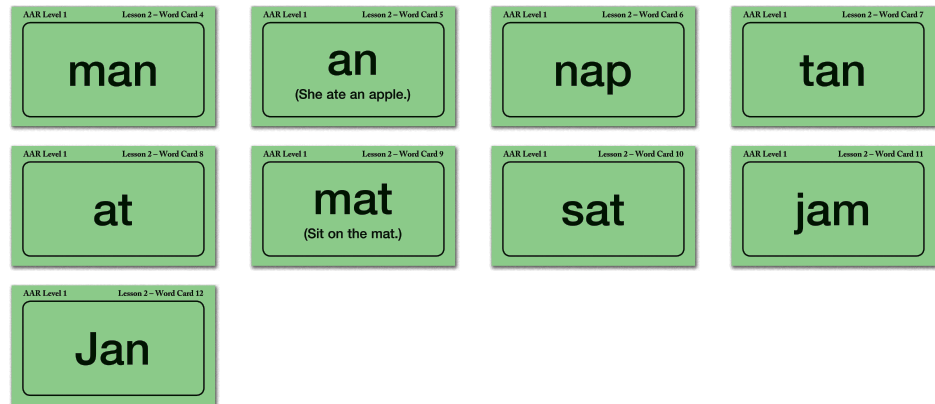 AAR Level 1 Lesson 2 – Word Card 4
man
AAR Level 1 Lesson 2 – Word Card 5
an
(She ate an apple.)
AAR Level 1 Lesson 2 – Word Card 6
nap
AAR Level 1 Lesson 2 – Word Card 7
tan
AAR Level 1 Lesson 2 – Word Card 8
at
AAR Level 1 Lesson 2 – Word Card 9
mat
(Sit on the mat.)
AAR Level 1 Lesson 2 – Word Card 10
sat
AAR Level 1 Lesson 2 – Word Card 11
jam
AAR Level 1 Lesson 2 – Word Card 12
Jan